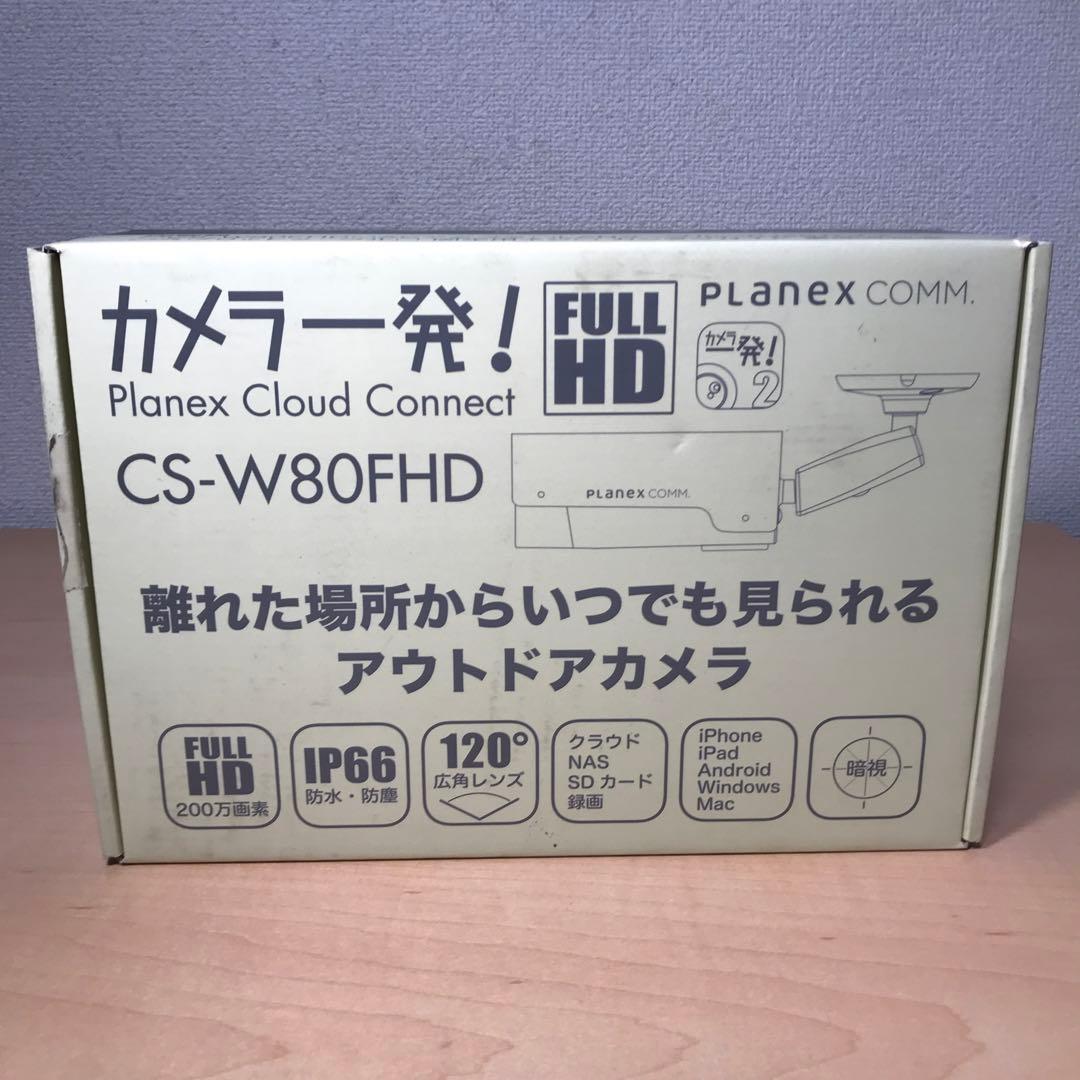 カメラ一発!
Planex Cloud Connect
FULL
HD
PLANEX COMM.
カメラ
一発!
2
CS-W80FHD
PLANEX COMM.
離れた場所からいつでも見られる
アウトドアカメラ
FULL
HD
200万画素
IP66
防水・防塵
120°
広角レンズ
クラウド
NAS
SDカード
録画
iPhone
iPad
Android
Windows
Mac
暗視